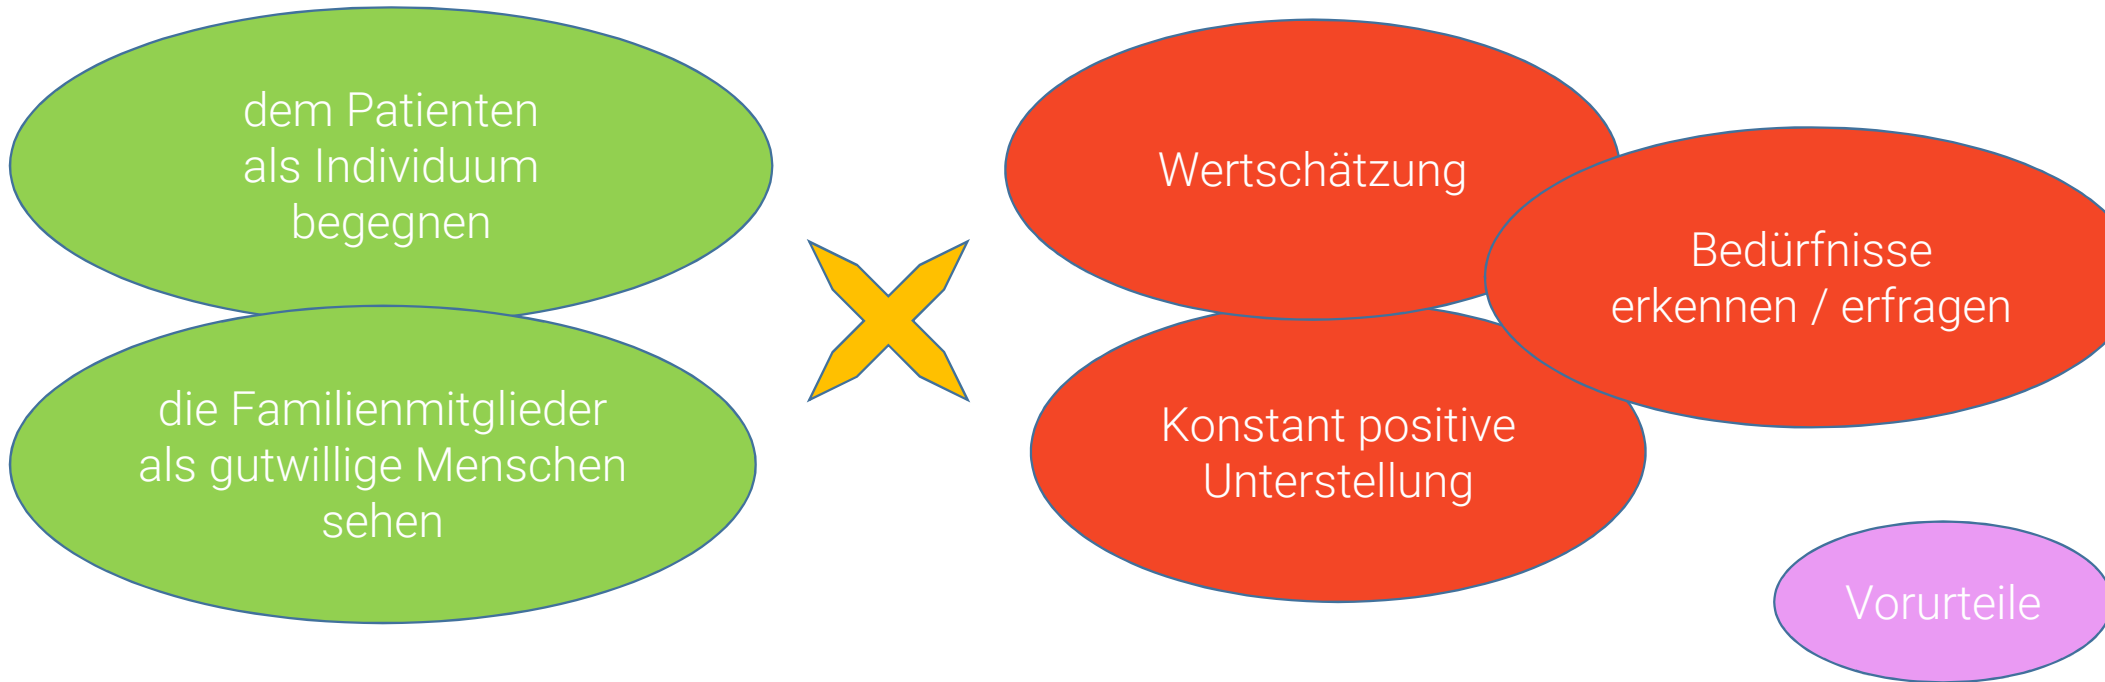 dem Patienten
als Individuum
begegnen
die Familienmitglieder
als gutwillige Menschen
sehen
Wertschätzung
Bedürfnisse
erkennen / erfragen
Konstant positive
Unterstellung
Vorurteile